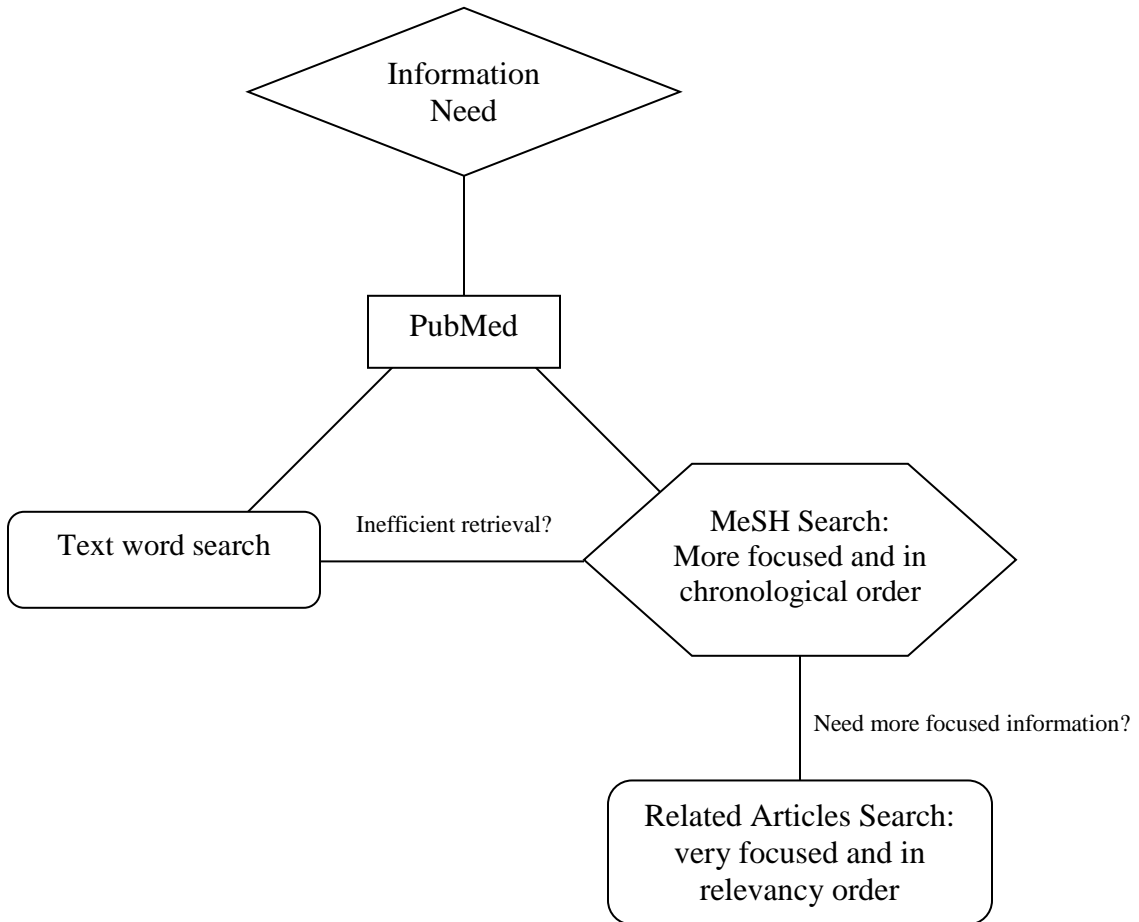 Information
Need
PubMed
Text word search
Inefficient retrieval?
MeSH Search:
More focused and in
chronological order
Need more focused information?
Related Articles Search:
very focused and in
relevancy order